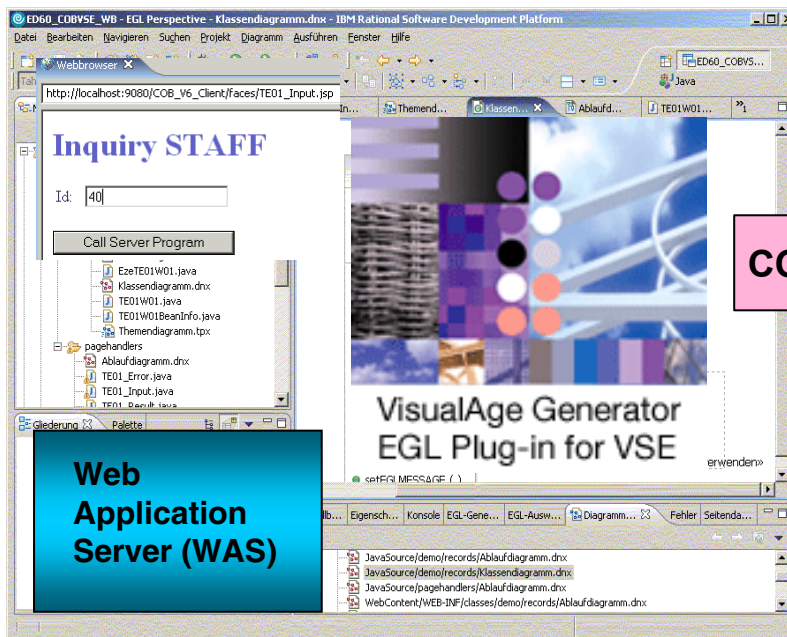 ED60_COBVSE_WB - EGL Perspective - Klassendiagramm.dnx - IBM Rational Software Development Platform
Datei Bearbeiten Navigieren Suchen Projekt Diagramm Ausführen Fenster Hilfe
Webbrowser
ED60_COBVS...
Java
http://localhost:9080/COB_V6_Client/faces/TE01_Input.jsp
Themend...
Klassen...
Ablaufd...
TE01W01...
»1
Inquiry STAFF
Id: 40
Call Server Program
EzeTE01W01.java
Klassendiagramm.dnx
TE01W01.java
TE01W01BeanInfo.java
Themendiagramm.tpx
pagehandlers
Ablaufdiagramm.dnx
TE01_Error.java
TE01_Input.java
TE01_Result.java
VisualAge Generator
EGL Plug-in for VSE
erwenden»
setEGLMESSAGE ( )
Gliederung
Palette
Web
Application
Server (WAS)
Eigensch...
Konsole
EGL-Gene...
EGL-Ausw...
Diagramm...
Fehler
Seitenda...
JavaSource/demo/records/Ablaufdiagramm.dnx
JavaSource/demo/records/Klassendiagramm.dnx
JavaSource/pagehandlers/Ablaufdiagramm.dnx
WebContent/WEB-INF/classes/demo/records/Ablaufdiagramm.dnx